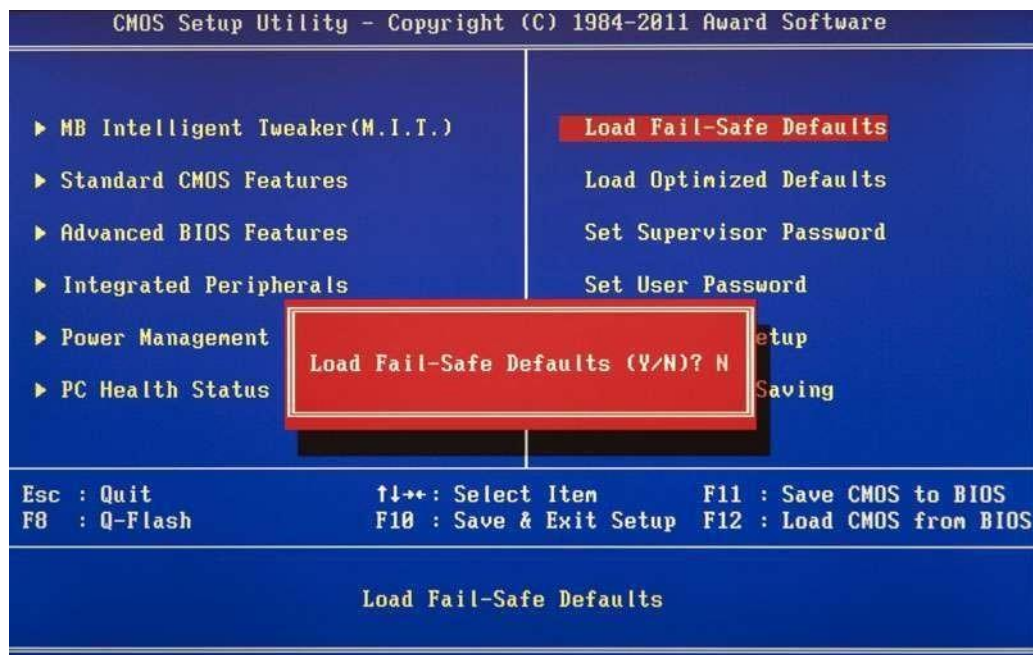 CMOS Setup Utility - Copyright (C) 1984-2011 Award Software
▶ MB Intelligent Tweaker(M.I.T.)
▶ Standard CMOS Features
▶ Advanced BIOS Features
▶ Integrated Peripherals
▶ Power Management
▶ PC Health Status
Load Fail-Safe Defaults
Load Optimized Defaults
Set Supervisor Password
Set User Password
etup
Saving
Load Fail-Safe Defaults (Y/N)? N
Esc : Quit ↑↓→←: Select Item F11 : Save CMOS to BIOS
F8 : Q-Flash F10 : Save & Exit Setup F12 : Load CMOS from BIOS
Load Fail-Safe Defaults